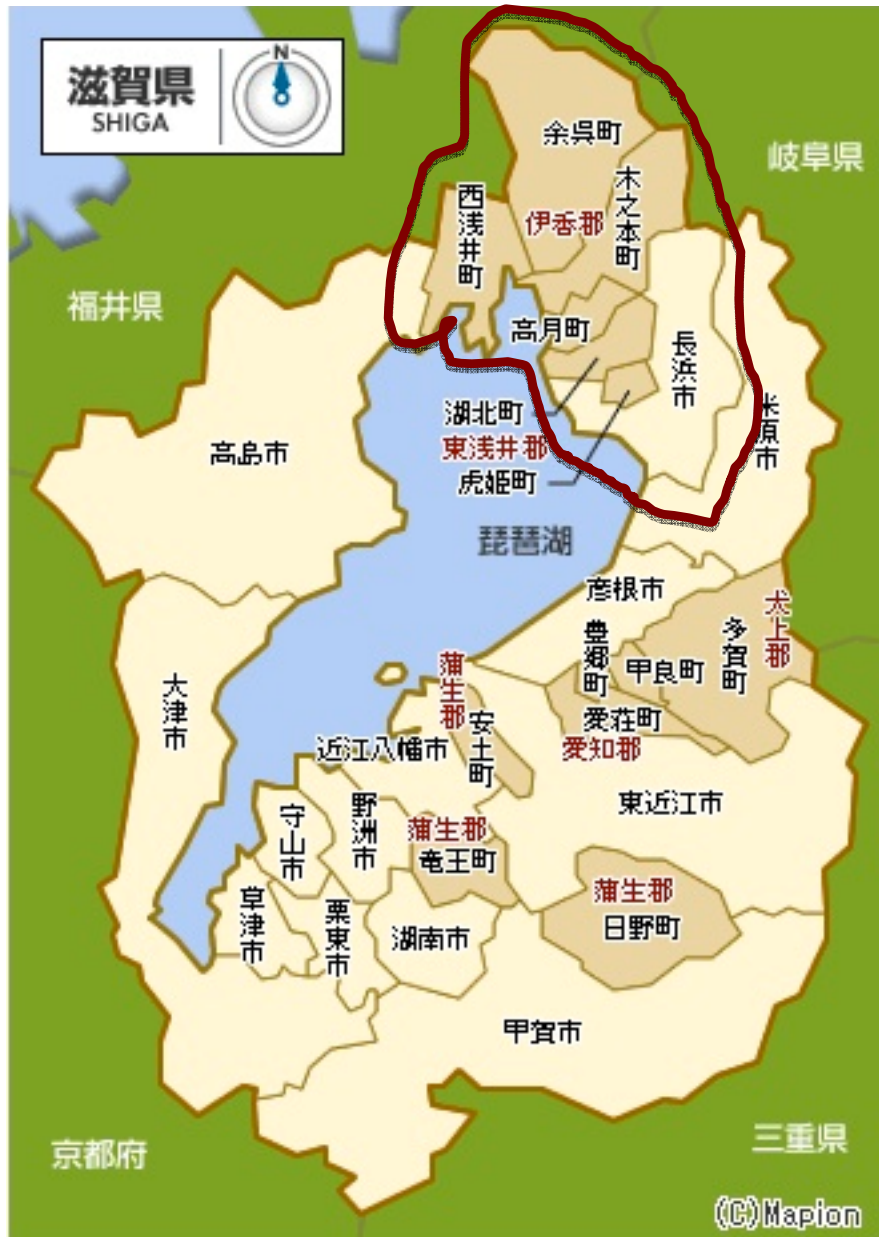 滋賀県
SHIGA
N
余呉町
岐阜県
木之本町
西浅井町
伊香郡
福井県
高月町
長浜市
米原市
湖北町
東浅井郡
虎姫町
高島市
琵琶湖
彦根市
犬上郡
豊郷町
多賀町
甲良町
蒲生郡
大津市
愛荘町
安土町
近江八幡市
愛知郡
野洲市
東近江市
守山市
蒲生郡
竜王町
草津市
栗東市
蒲生郡
湖南市
日野町
甲賀市
京都府
三重県
(C)Mapion